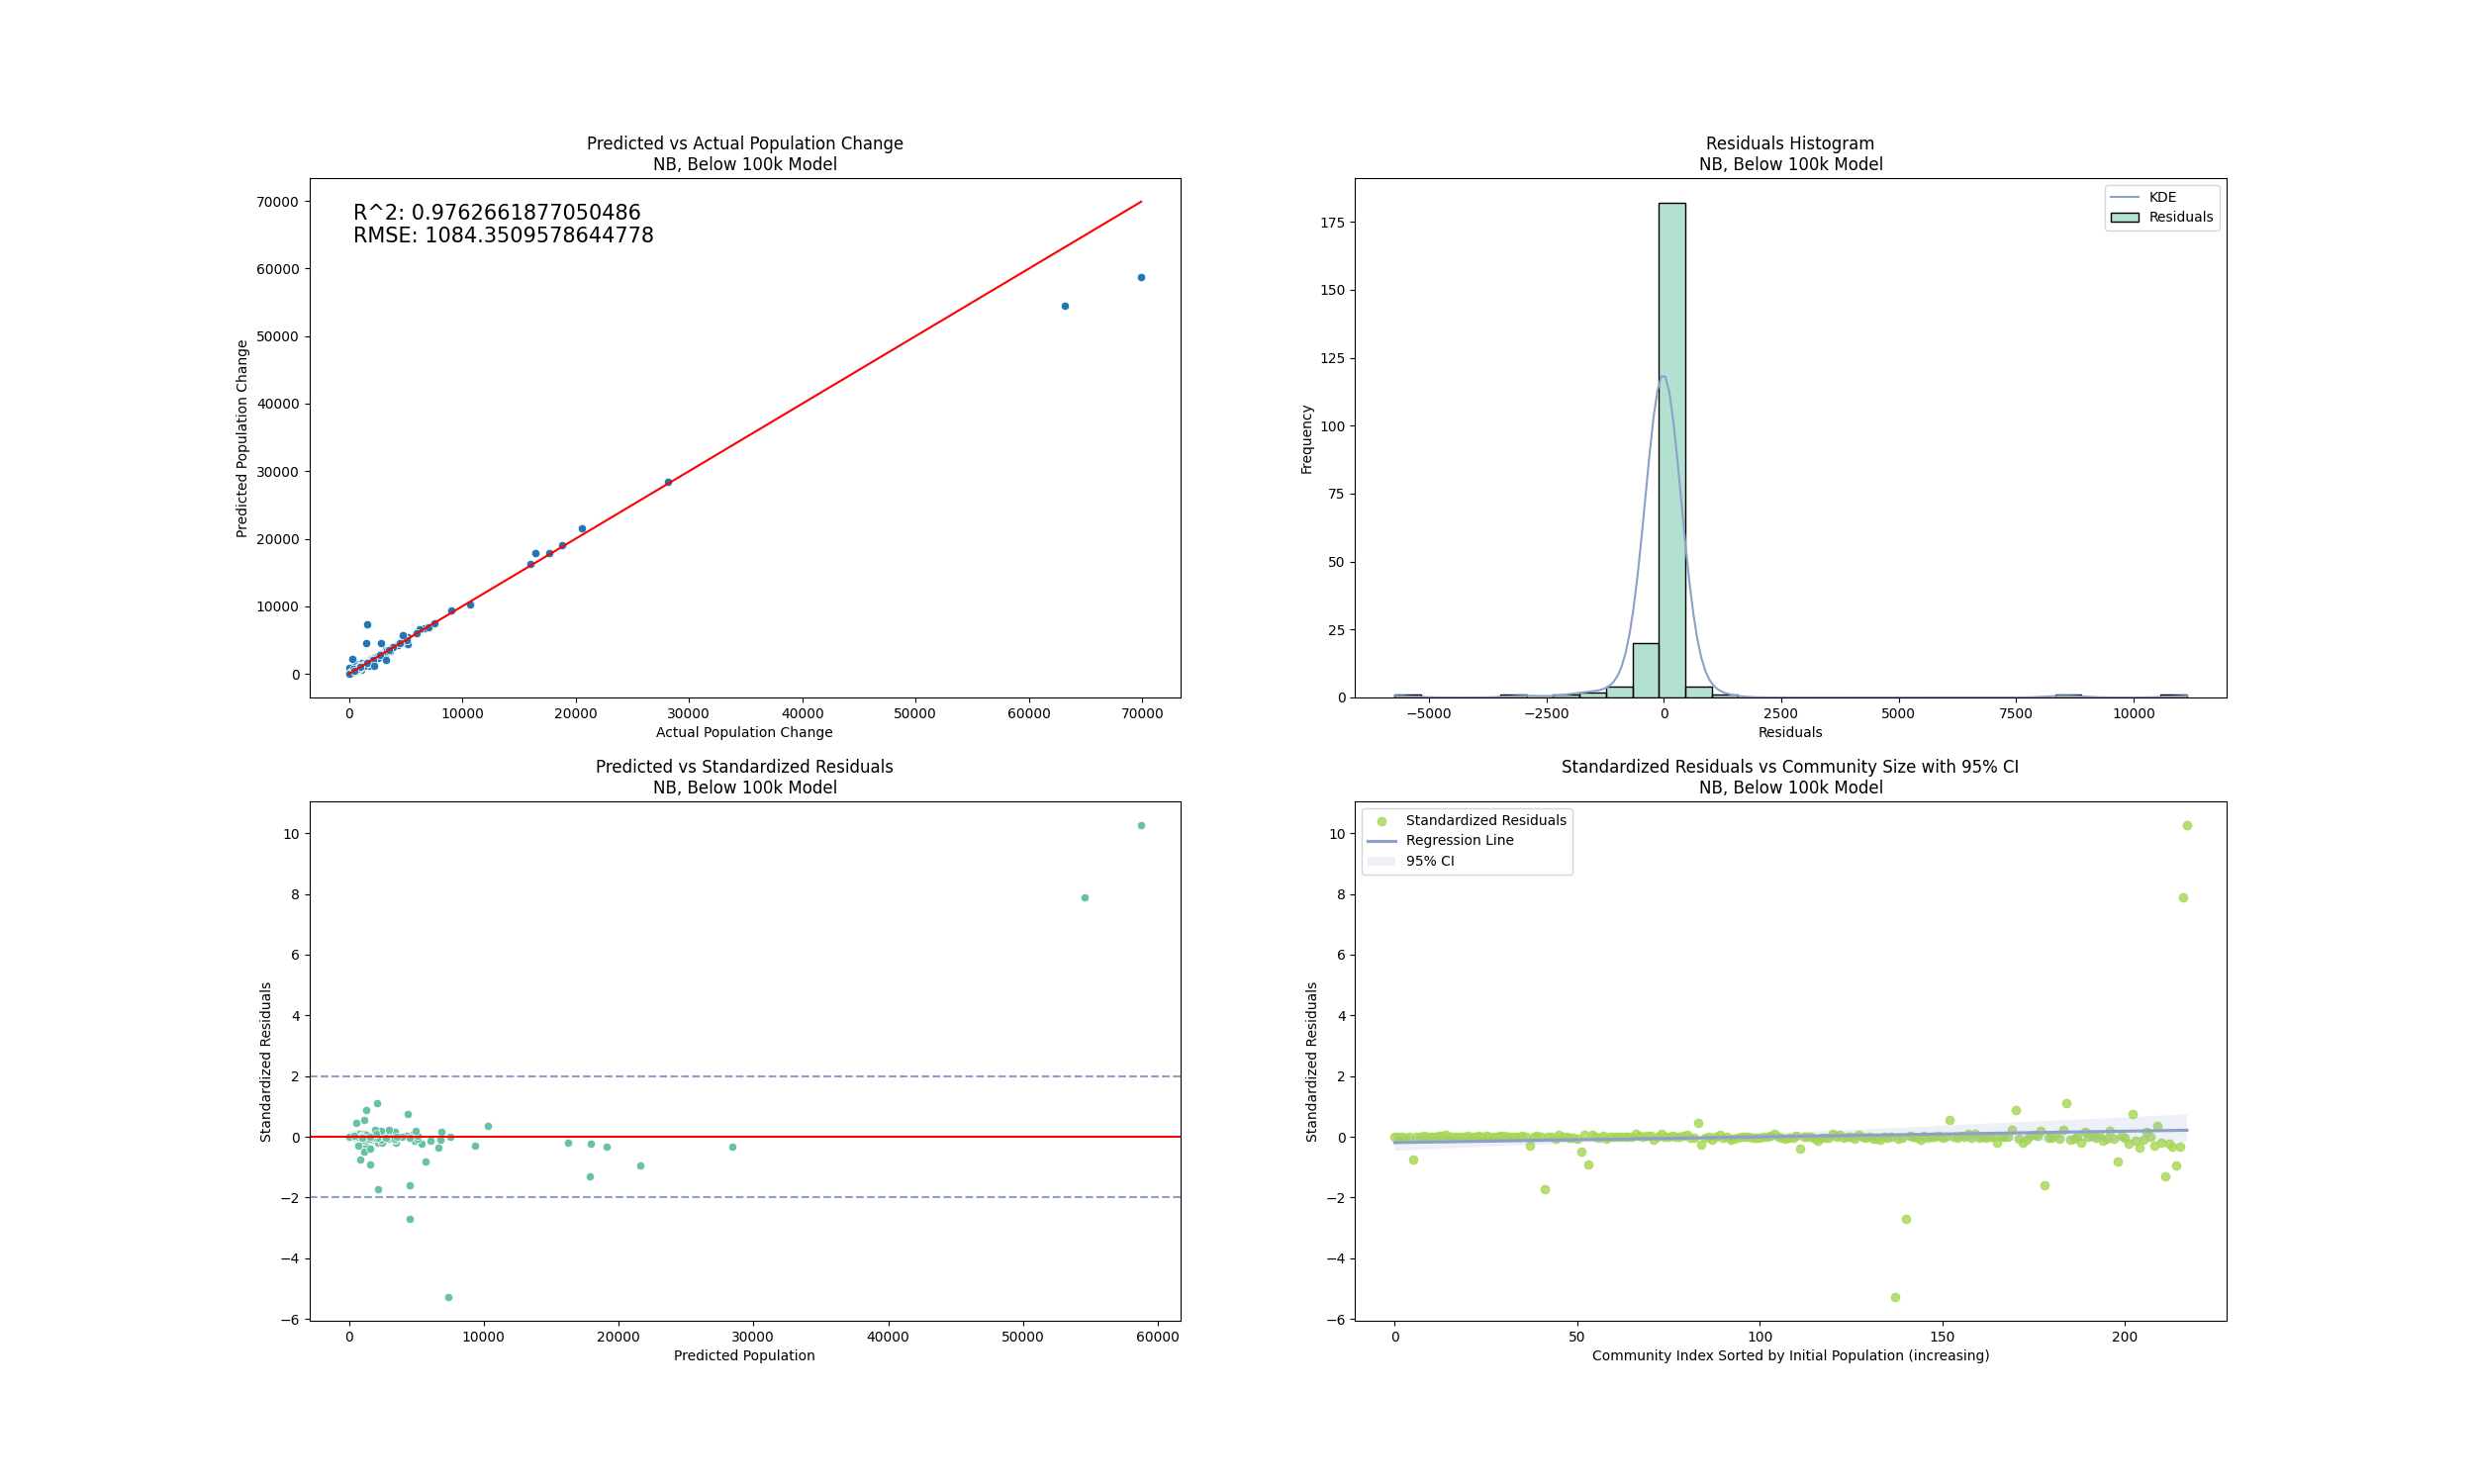 Predicted vs Actual Population Change
NB, Below 100k Model
R^2: 0.9762661877050486
RMSE: 1084.3509578644778
70000
60000
50000
40000
30000
20000
10000
0
Predicted Population Change
0
10000
20000
30000
40000
50000
60000
70000
Actual Population Change
Residuals Histogram
NB, Below 100k Model
KDE
Residuals
175
150
125
100
75
50
25
0
Frequency
−5000
−2500
0
2500
5000
7500
10000
Residuals
Predicted vs Standardized Residuals
NB, Below 100k Model
10
8
6
4
2
0
−2
−4
−6
Standardized Residuals
0
10000
20000
30000
40000
50000
60000
Predicted Population
Standardized Residuals vs Community Size with 95% CI
NB, Below 100k Model
Standardized Residuals
Regression Line
95% CI
10
8
6
4
2
0
−2
−4
−6
Standardized Residuals
0
50
100
150
200
Community Index Sorted by Initial Population (increasing)